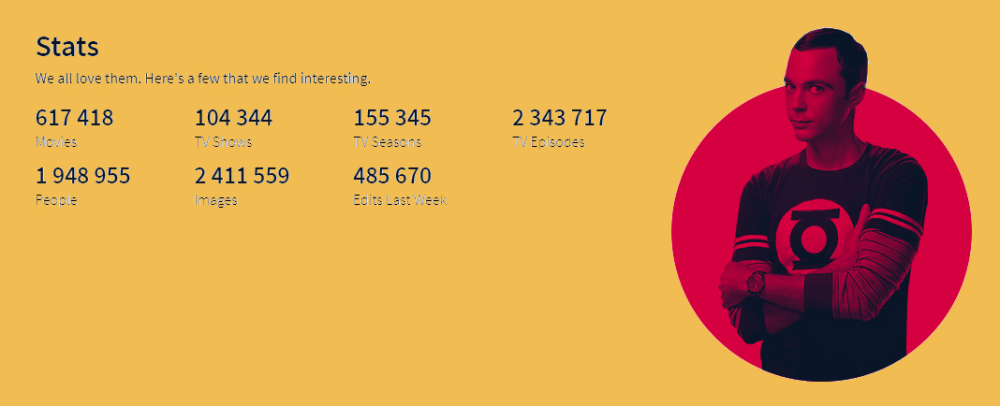 Stats
We all love them. Here's a few that we find interesting.
617 418 104 344 155 345 2 343 717
Movies TV Shows TV Seasons TV Episodes
1 948 955 2 411 559 485 670
People Images Edits Last Week